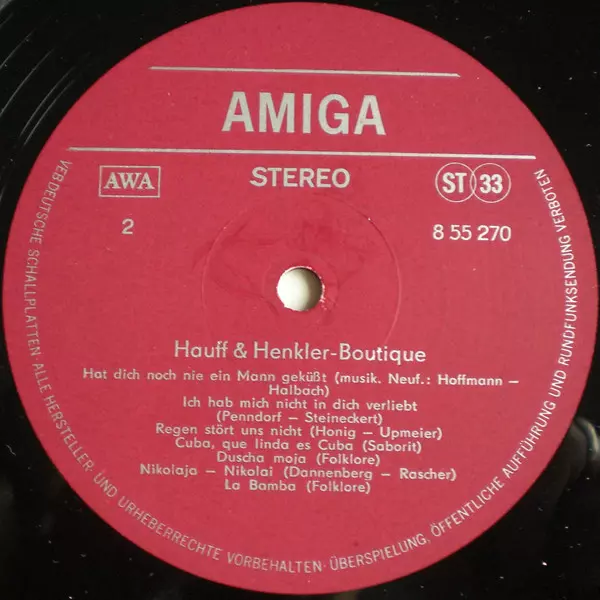 AMIGA
AWA
STEREO
ST 33
2
8 55 270
Hauff & Henkler-Boutique
Hat dich noch nie ein Mann geküßt (musik. Neuf.: Hoffmann –
Halbach)
Ich hab mich nicht in dich verliebt
(Penndorf – Steineckert)
Regen stört uns nicht (Honig – Upmeier)
Cuba, que linda es Cuba (Saborit)
Duscha moja (Folklore)
Nikolaja – Nikolai (Dannenberg – Rascher)
La Bamba (Folklore)
VEB DEUTSCHE SCHALLPLATTEN · ALLE HERSTELLER- UND URHEBERRECHTE VORBEHALTEN · ÜBERSPIELUNG, ÖFFENTLICHE AUFFÜHRUNG UND RUNDFUNKSENDUNG VERBOTEN